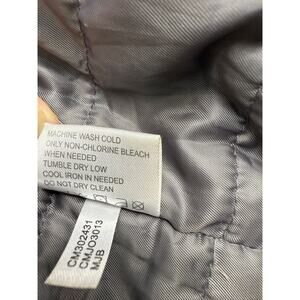 MACHINE WASH COLD
ONLY NON-CHLORINE BLEACH
WHEN NEEDED
TUMBLE DRY LOW
COOL IRON IN NEEDED
DO NOT DRY CLEAN
CM302431
CMJO3013
MJB